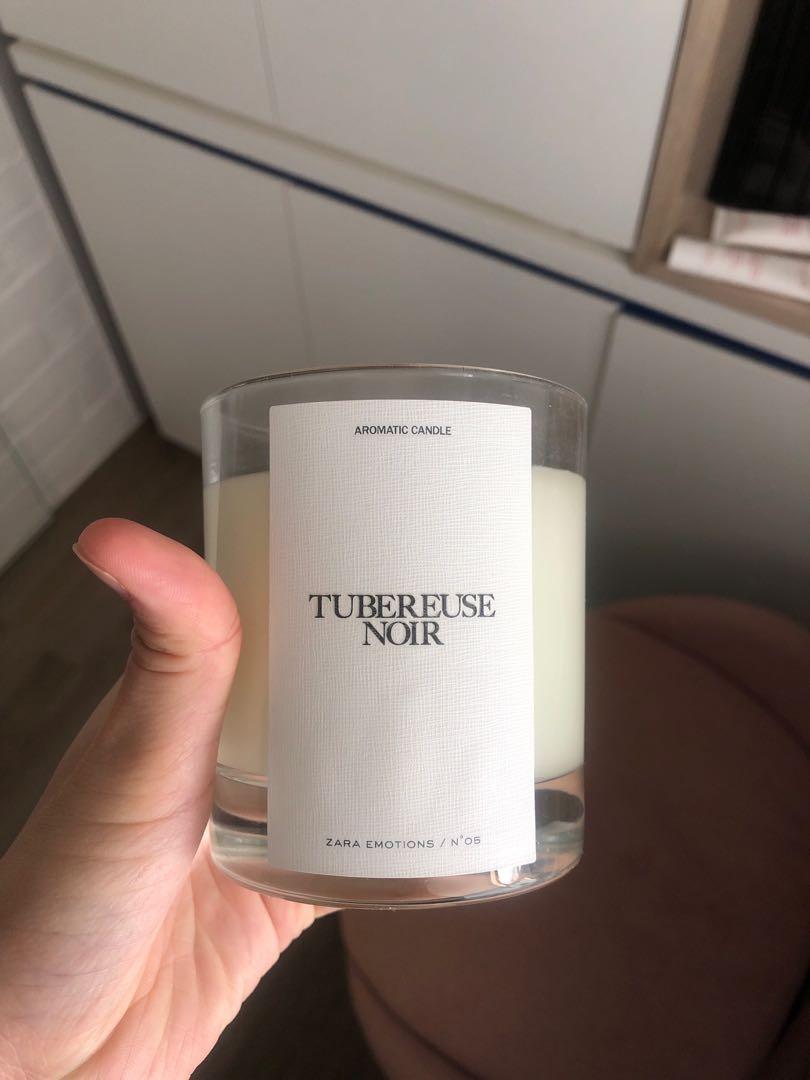 AROMATIC CANDLE
TUBEREUSE
NOIR
ZARA EMOTIONS / N°05